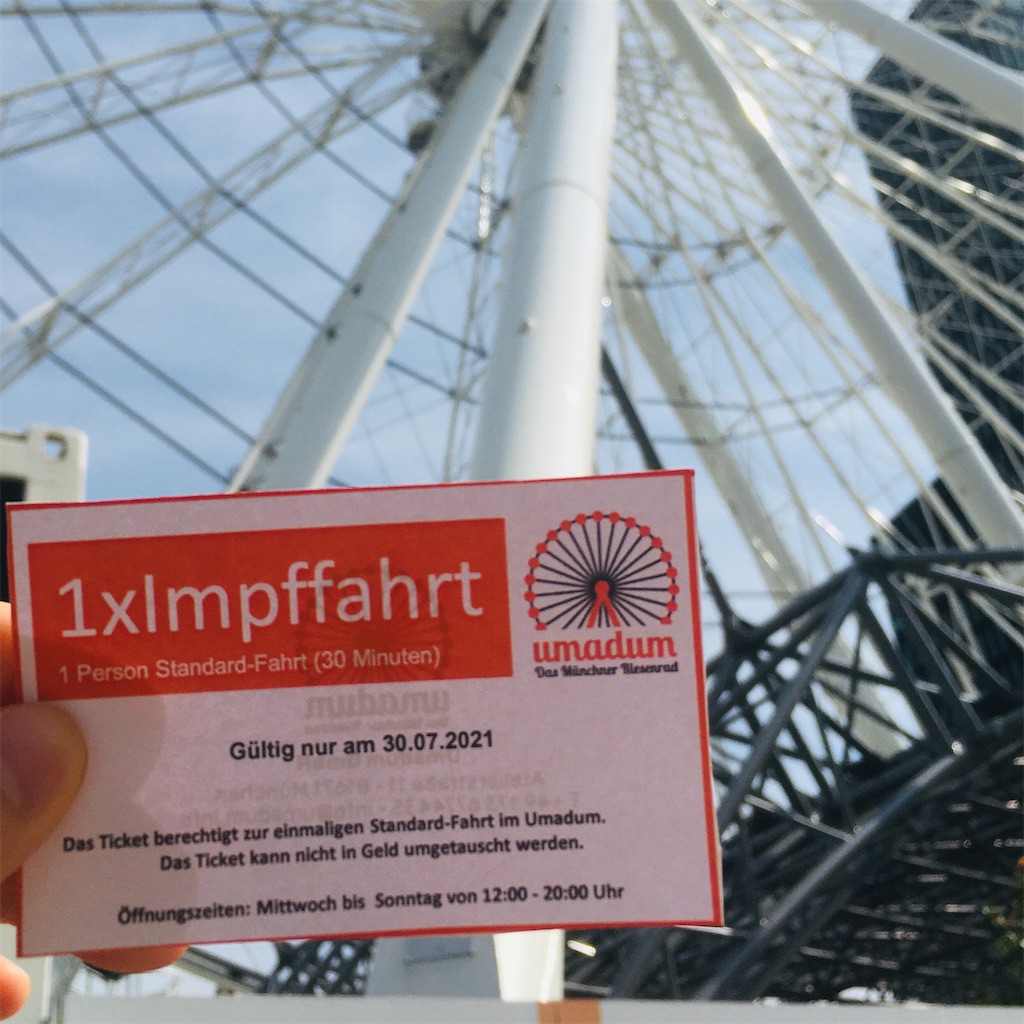 1xImpffahrt
1 Person Standard-Fahrt (30 Minuten)
umadum
Das Münchner Riesenrad
Gültig nur am 30.07.2021
Das Ticket berechtigt zur einmaligen Standard-Fahrt im Umadum.
Das Ticket kann nicht in Geld umgetauscht werden.
Öffnungszeiten: Mittwoch bis Sonntag von 12:00 - 20:00 Uhr